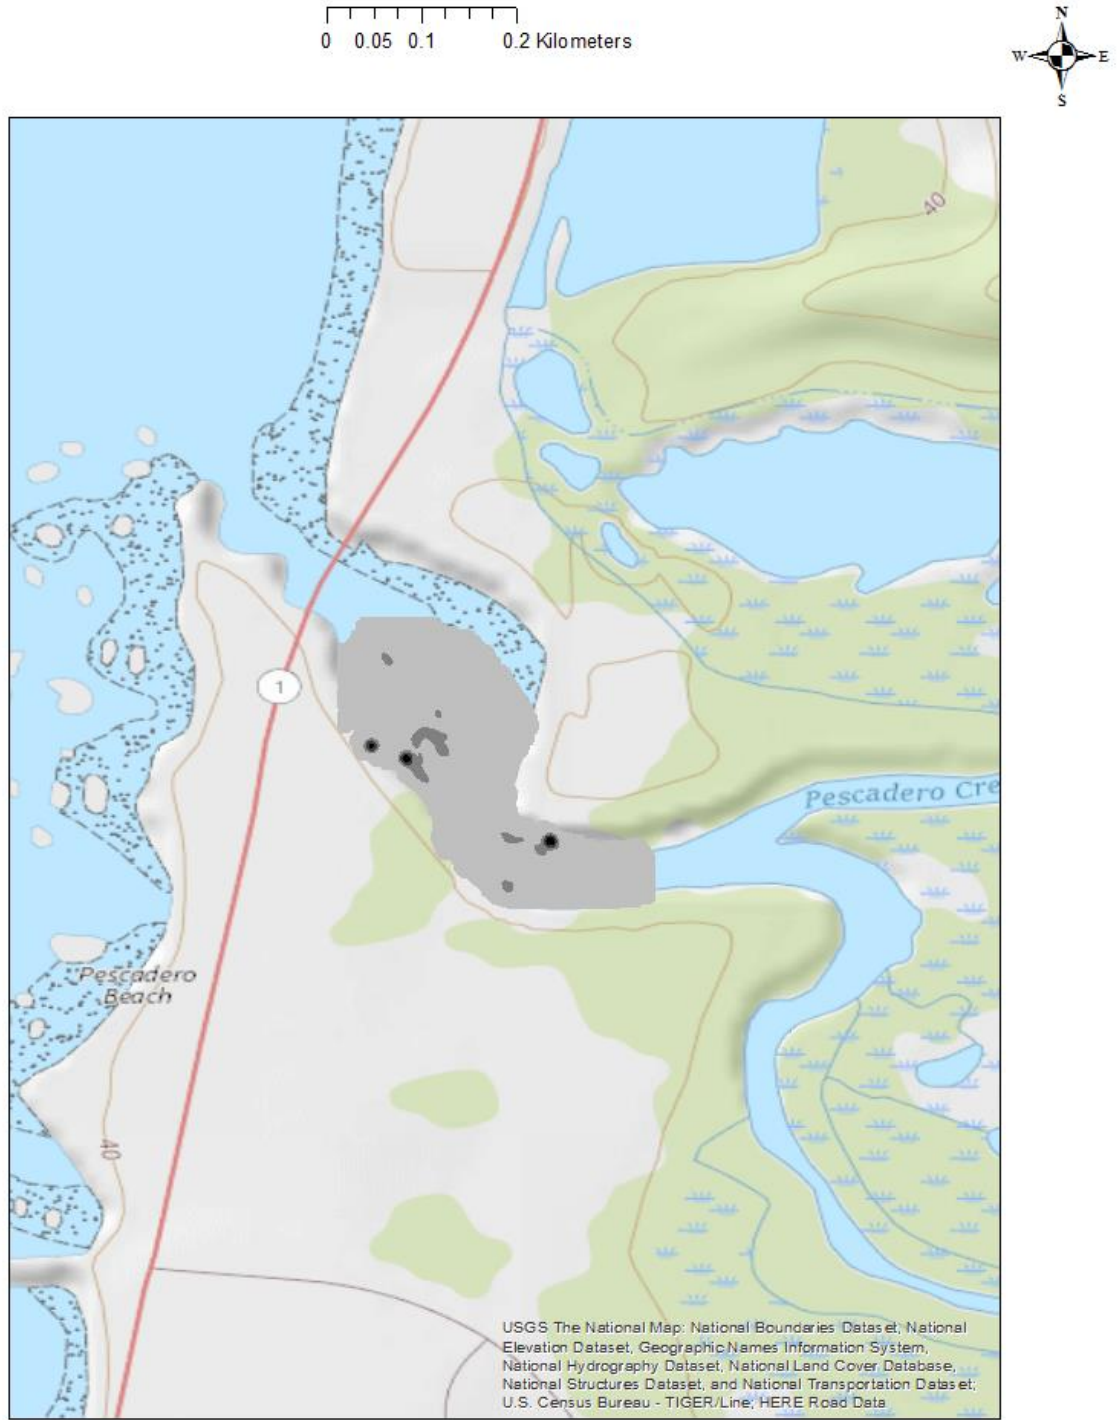 0 0.05 0.1 0.2 Kilometers
N
W E
S
40
1
Pescadero Cre
Pescadero
Beach
40
USGS The National Map: National Boundaries Dataset, National
Elevation Dataset, Geographic Names Information System,
National Hydrography Dataset, National Land Cover Database,
National Structures Dataset, and National Transportation Dataset;
U.S. Census Bureau - TIGER/Line; HERE Road Data